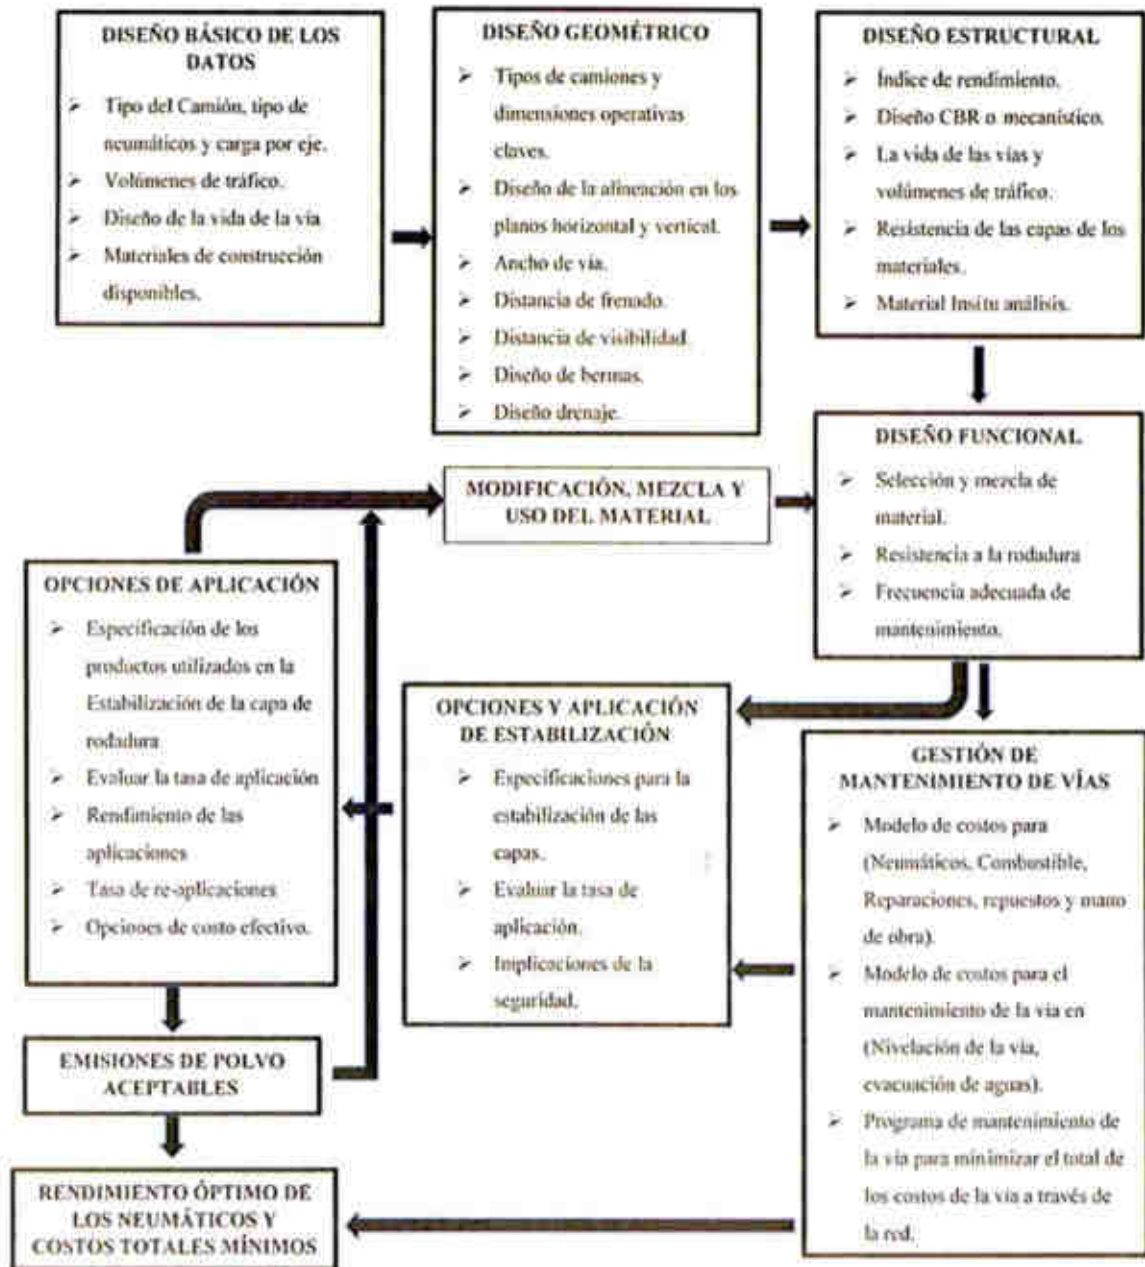 DISEÑO BÁSICO DE LOS
DATOS
➢ Tipo del Camión, tipo de
neumáticos y carga por eje.
➢ Volúmenes de tráfico.
➢ Diseño de la vida de la vía
➢ Materiales de construcción
disponibles.
DISEÑO GEOMÉTRICO
➢ Tipos de camiones y
dimensiones operativas
claves.
➢ Diseño de la alineación en los
planos horizontal y vertical.
➢ Ancho de vía.
➢ Distancia de frenado.
➢ Distancia de visibilidad.
➢ Diseño de bermas.
➢ Diseño drenaje.
DISEÑO ESTRUCTURAL
➢ Índice de rendimiento.
➢ Diseño CBR o mecanístico.
➢ La vida de las vías y
volúmenes de tráfico.
➢ Resistencia de las capas de los
materiales.
➢ Material Insitu análisis.
DISEÑO FUNCIONAL
➢ Selección y mezcla de
material.
➢ Resistencia a la rodadura
➢ Frecuencia adecuada de
mantenimiento.
MODIFICACIÓN, MEZCLA Y
USO DEL MATERIAL
OPCIONES DE APLICACIÓN
➢ Especificación de los
productos utilizados en la
Estabilización de la capa de
rodadura
➢ Evaluar la tasa de aplicación
➢ Rendimiento de las
aplicaciones
➢ Tasa de re-aplicaciones
➢ Opciones de costo efectivo.
OPCIONES Y APLICACIÓN
DE ESTABILIZACIÓN
➢ Especificaciones para la
estabilización de las
capas.
➢ Evaluar la tasa de
aplicación.
➢ Implicaciones de la
seguridad.
GESTIÓN DE
MANTENIMIENTO DE VÍAS
➢ Modelo de costos para
(Neumáticos, Combustible,
Reparaciones, repuestos y mano
de obra).
➢ Modelo de costos para el
mantenimiento de la vía en
(Nivelación de la vía,
evacuación de aguas).
➢ Programa de mantenimiento de
la vía para minimizar el total de
los costos de la vía a través de
la red.
EMISIONES DE POLVO
ACEPTABLES
RENDIMIENTO ÓPTIMO DE
LOS NEUMÁTICOS Y
COSTOS TOTALES MÍNIMOS